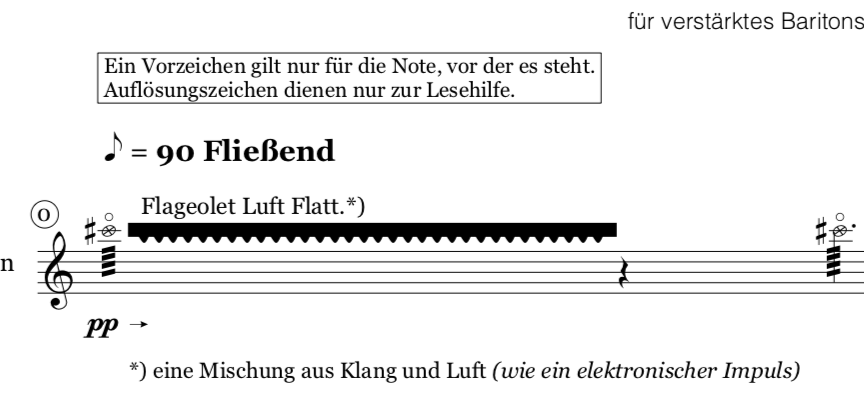 für verstärktes Baritons
Ein Vorzeichen gilt nur für die Note, vor der es steht.
Auflösungszeichen dienen nur zur Lesehilfe.
♪ = 90 Fließend
0
Flageolet Luft Flatt.*)
n
pp →
*) eine Mischung aus Klang und Luft (wie ein elektronischer Impuls)